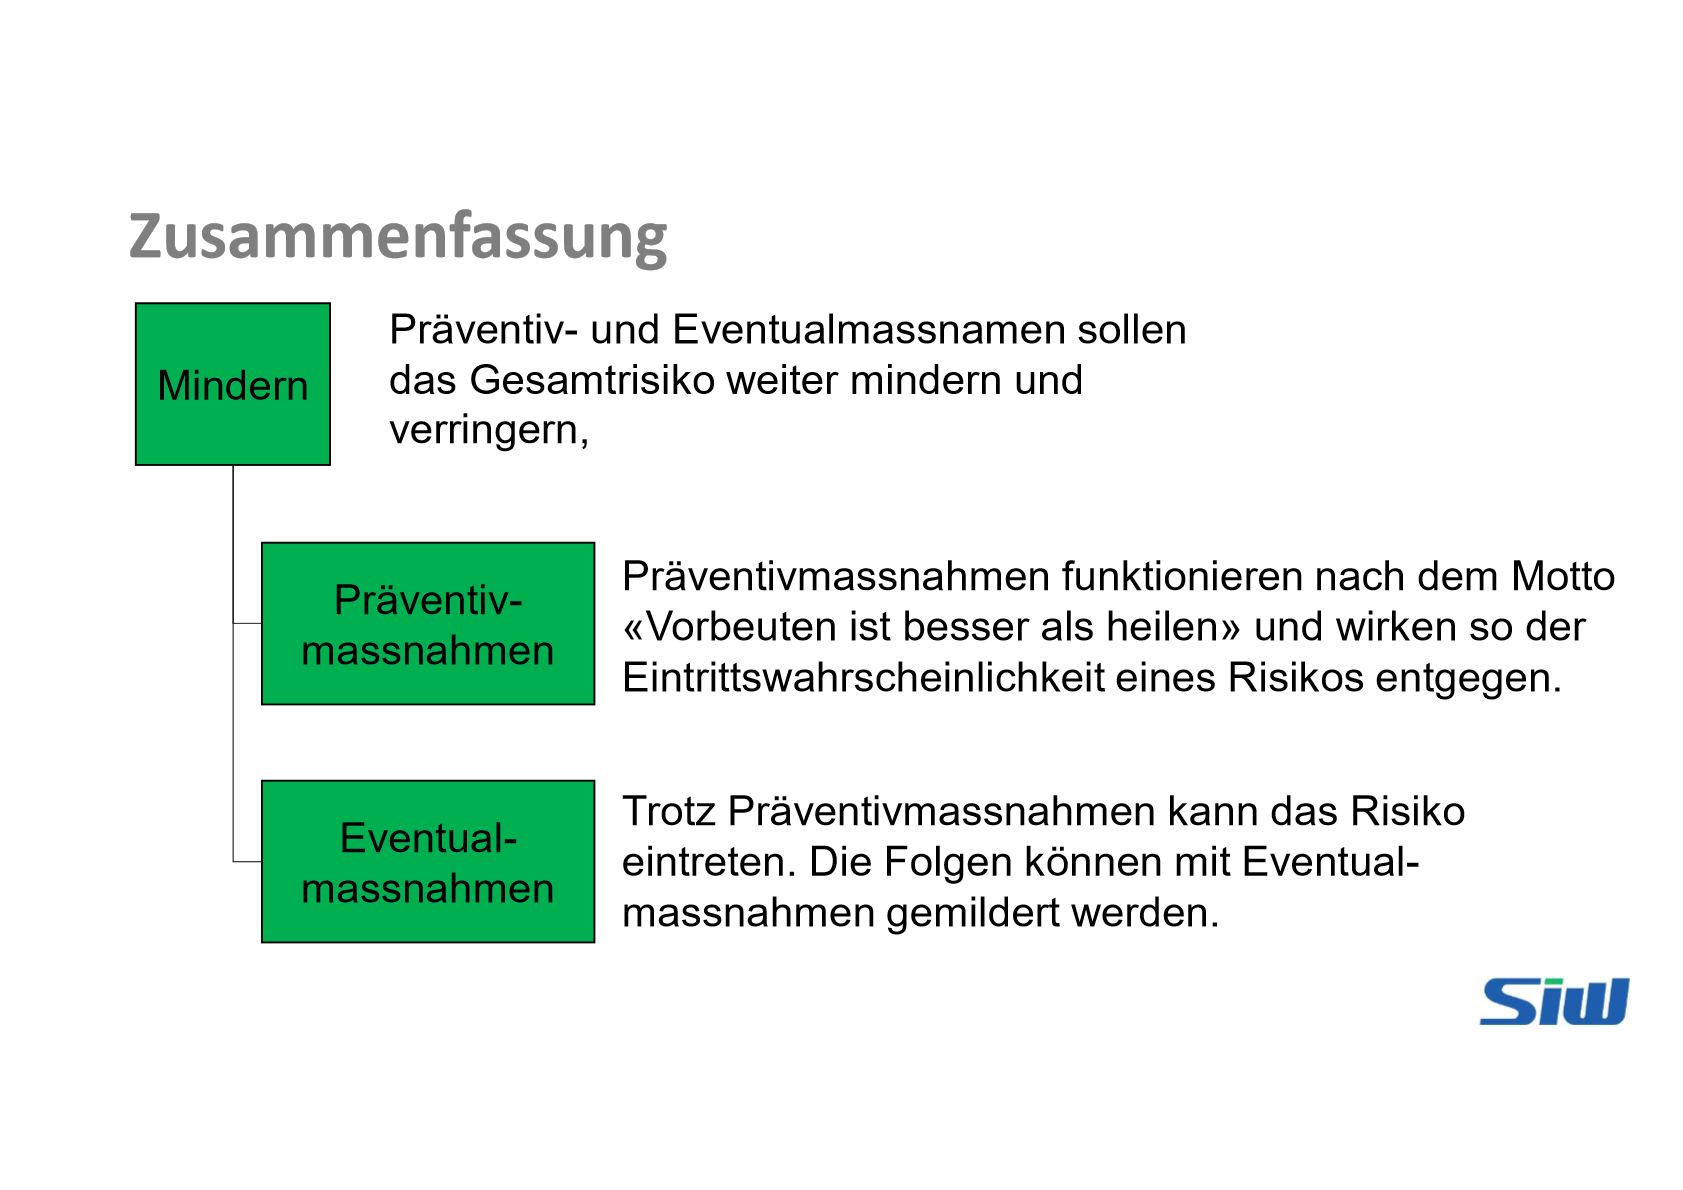 Zusammenfassung
Mindern
Präventiv- und Eventualmassnamen sollen
das Gesamtrisiko weiter mindern und
verringern,
Präventiv-
massnahmen
Präventivmassnahmen funktionieren nach dem Motto
«Vorbeuten ist besser als heilen» und wirken so der
Eintrittswahrscheinlichkeit eines Risikos entgegen.
Eventual-
massnahmen
Trotz Präventivmassnahmen kann das Risiko
eintreten. Die Folgen können mit Eventual-
massnahmen gemildert werden.
Siw